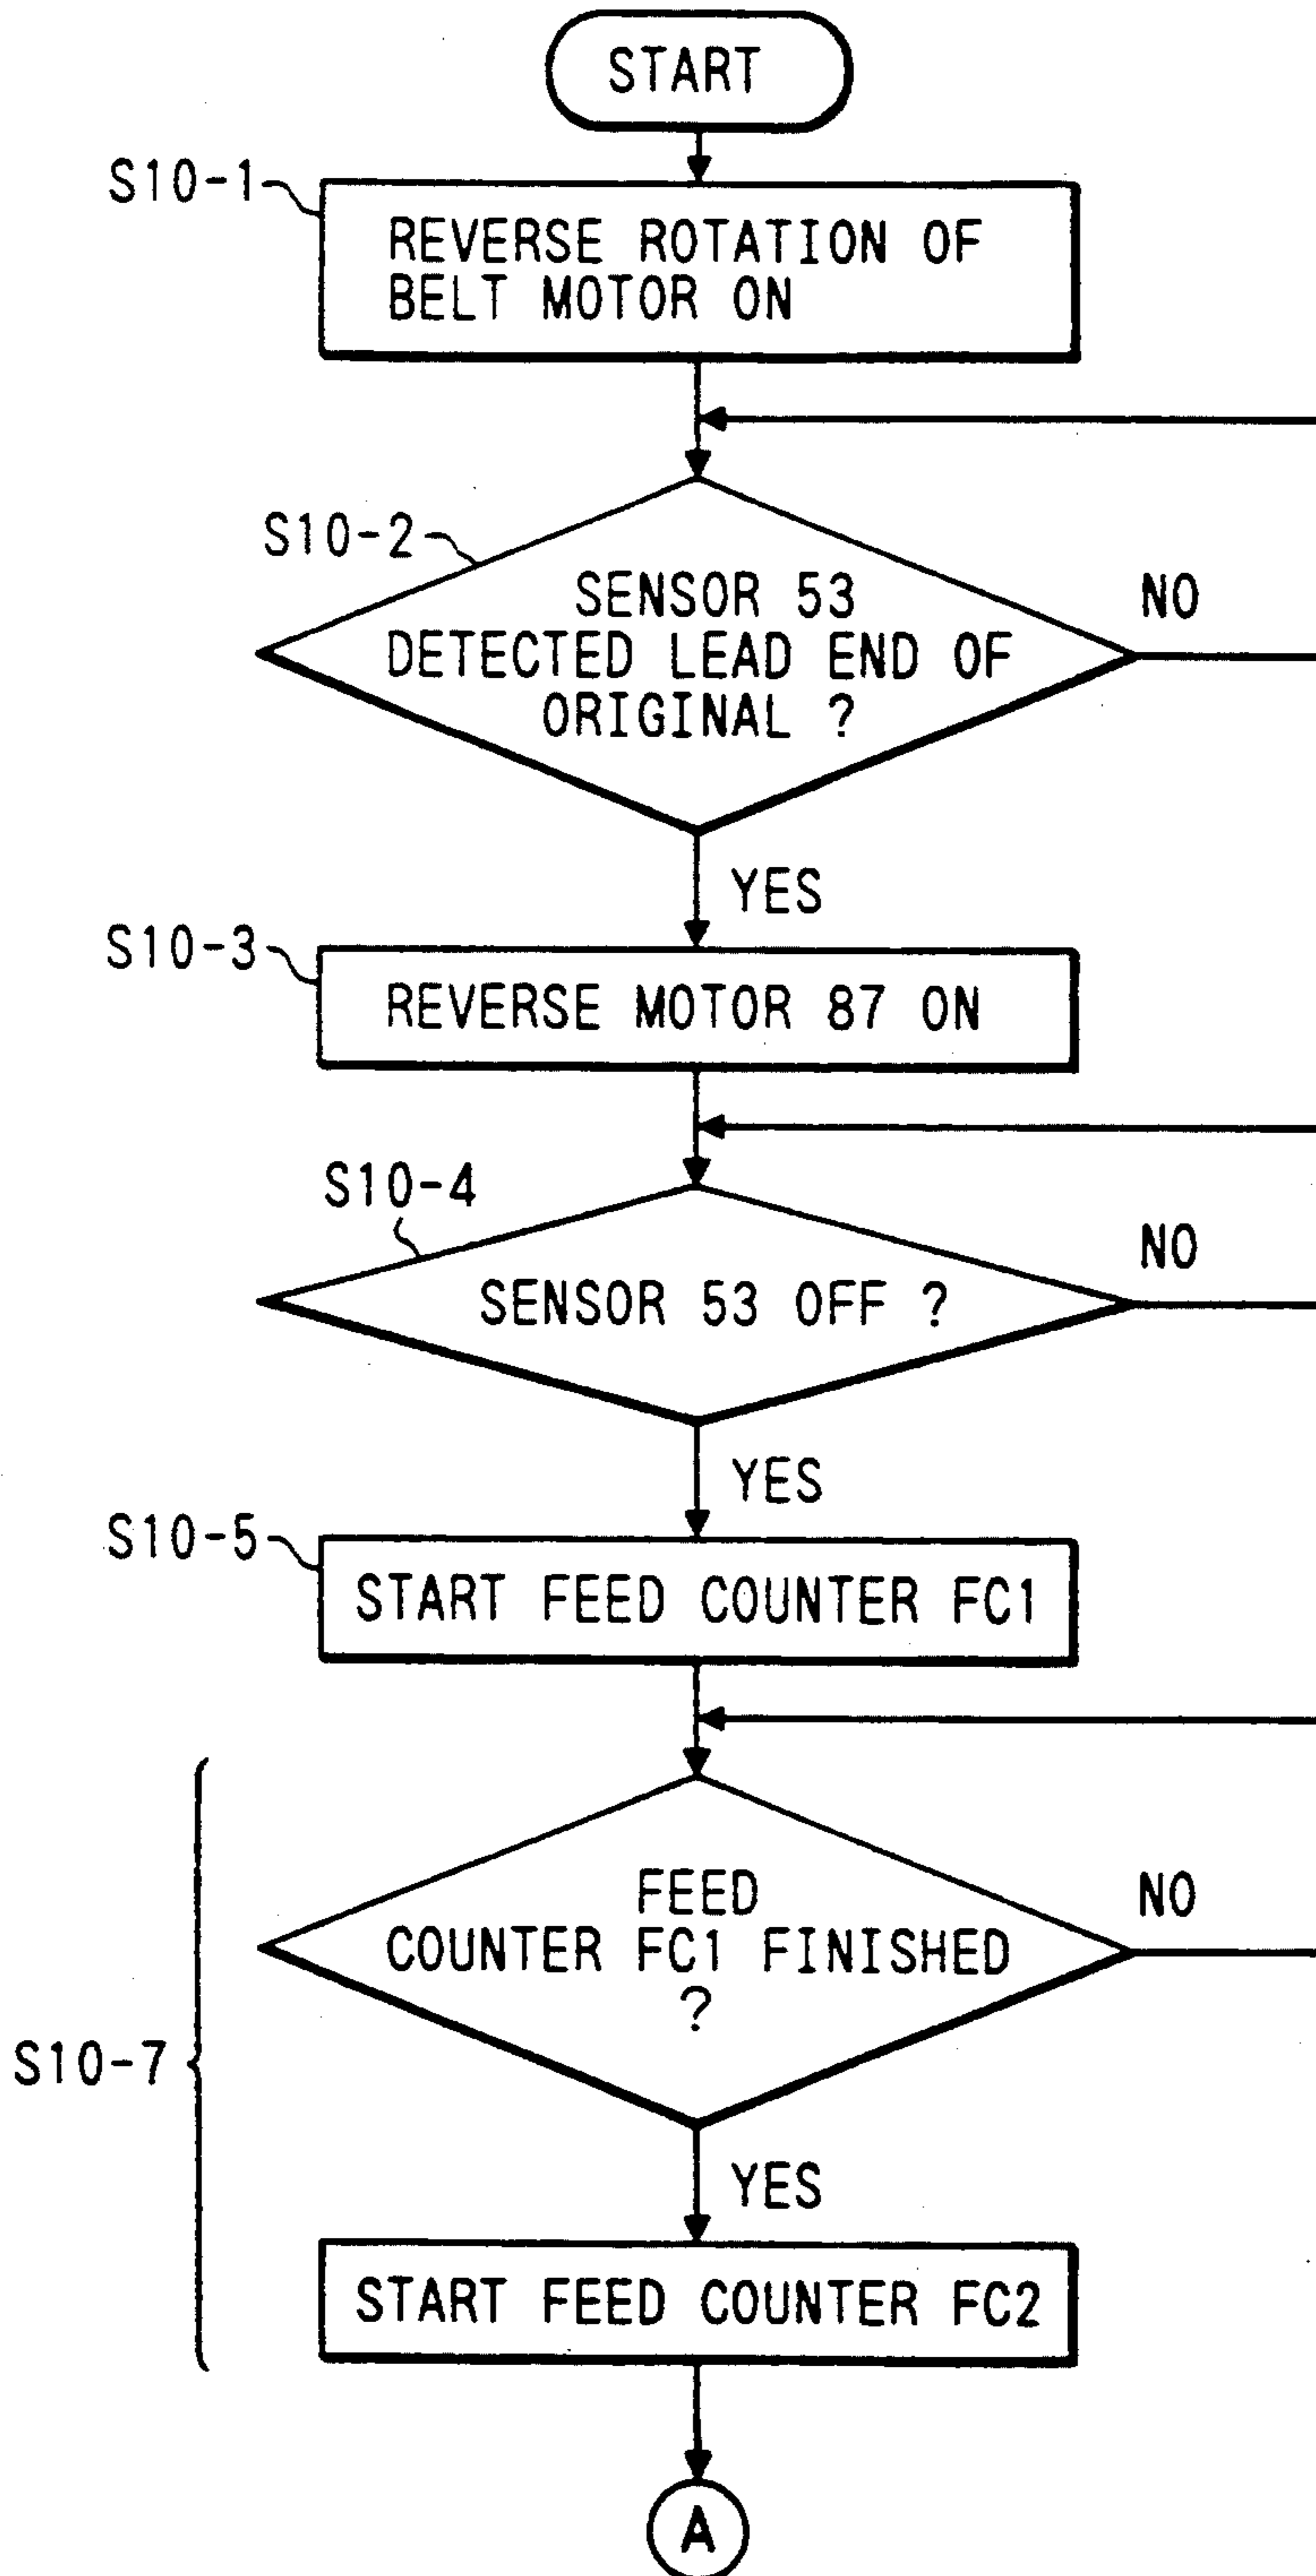 START
S10-1
REVERSE ROTATION OF
BELT MOTOR ON
S10-2
SENSOR 53
DETECTED LEAD END OF
ORIGINAL ?
NO
YES
S10-3
REVERSE MOTOR 87 ON
S10-4
SENSOR 53 OFF ?
NO
YES
S10-5
START FEED COUNTER FC1
S10-7
FEED
COUNTER FC1 FINISHED
?
NO
YES
START FEED COUNTER FC2
A